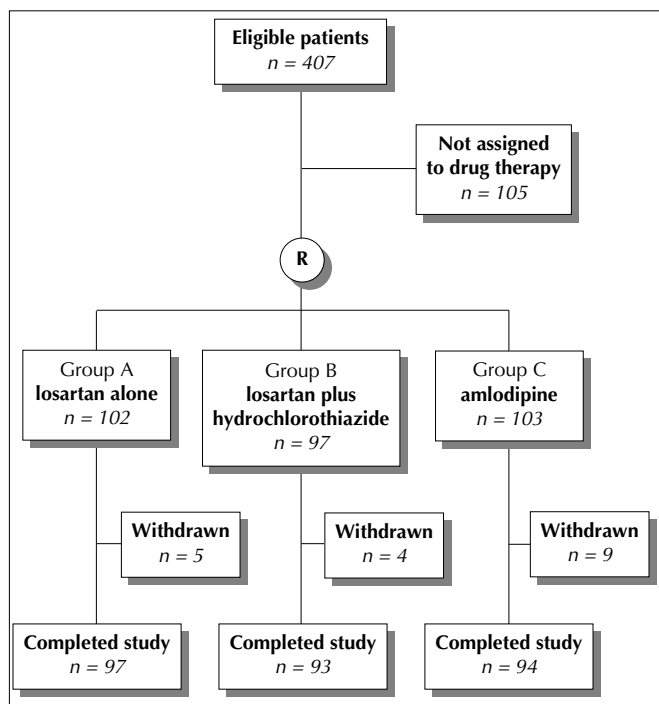 Eligible patients
n = 407
Not assigned
to drug therapy
n = 105
R
Group A
losartan alone
n = 102
Group B
losartan plus
hydrochlorothiazide
n = 97
Group C
amlodipine
n = 103
Withdrawn
n = 5
Withdrawn
n = 4
Withdrawn
n = 9
Completed study
n = 97
Completed study
n = 93
Completed study
n = 94